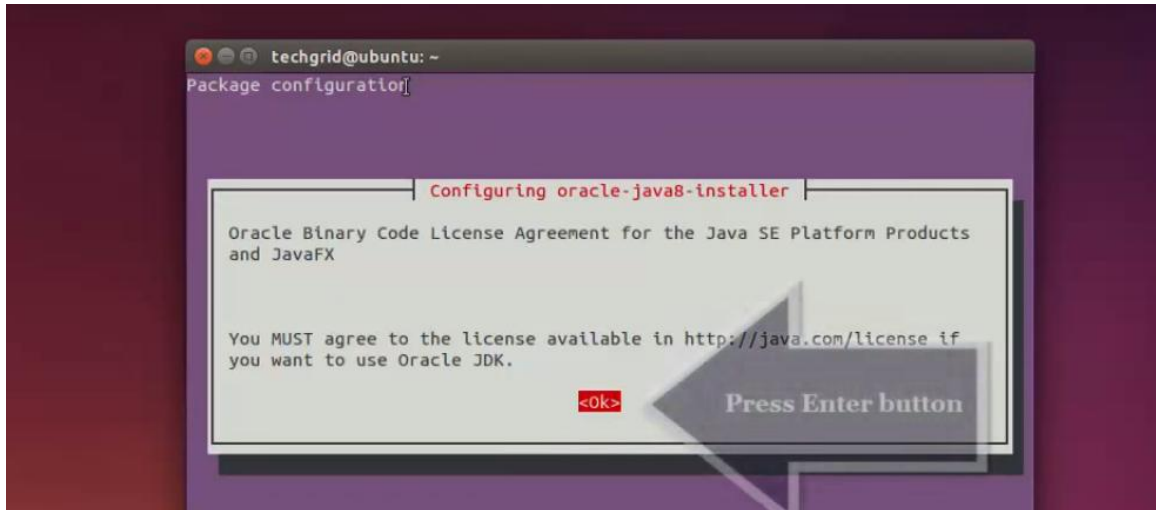 techgrid@ubuntu: ~
Package configuration
Configuring oracle-java8-installer
Oracle Binary Code License Agreement for the Java SE Platform Products
and JavaFX
You MUST agree to the license available in http://java.com/license if
you want to use Oracle JDK.
<Ok>
Press Enter button